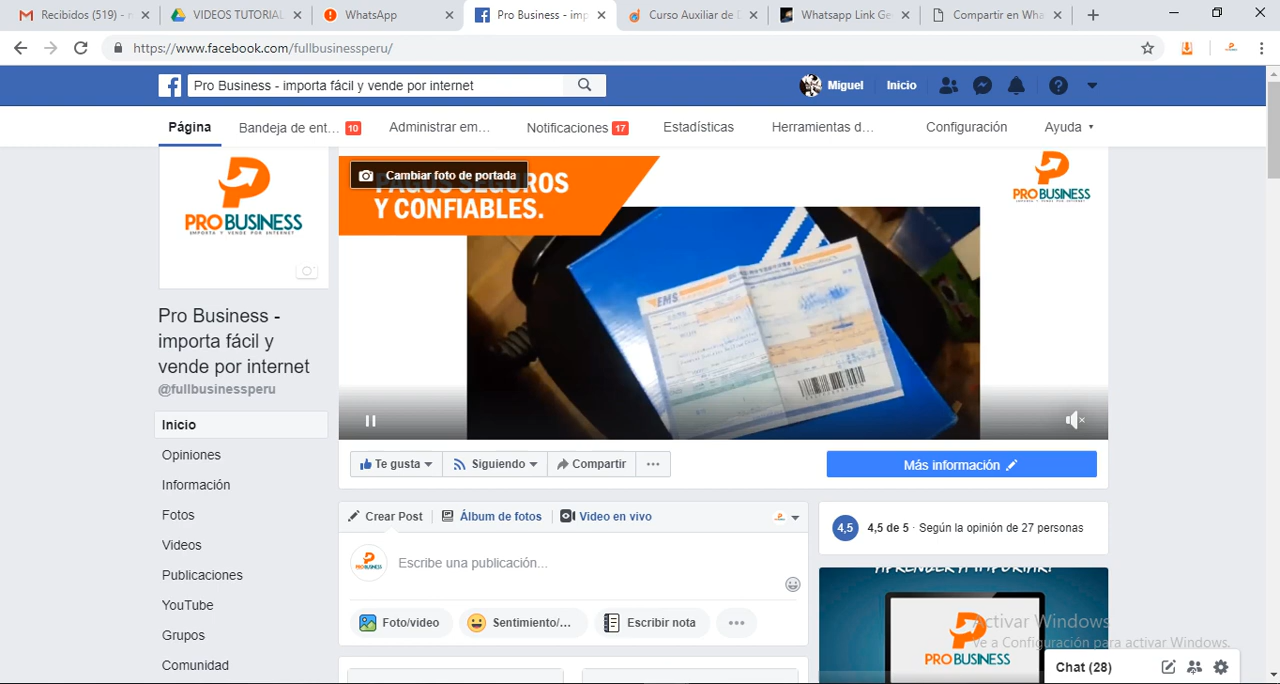 Recibidos (519) - r
VIDEOS TUTORIAL
WhatsApp
Pro Business - imp
Curso Auxiliar de D
Whatsapp Link Ge
Compartir en Wha
https://www.facebook.com/fullbusinessperu/
Pro Business - importa fácil y vende por internet
Miguel
Inicio
Página
Bandeja de ent... 10
Administrar em...
Notificaciones 17
Estadísticas
Herramientas d...
Configuración
Ayuda
PRO BUSINESS
IMPORTA Y VENDE POR INTERNET
Cambiar foto de portada
PAGOS SEGUROS
Y CONFIABLES.
PRO BUSINESS
EMS
Pro Business -
importa fácil y
vende por internet
@fullbusinessperu
Inicio
Opiniones
Información
Fotos
Videos
Publicaciones
YouTube
Grupos
Comunidad
Te gusta
Siguiendo
Compartir
Más información
Crear Post
Álbum de fotos
Video en vivo
PRO BUSINESS
Escribe una publicación...
Foto/video
Sentimiento/...
Escribir nota
4,5
4,5 de 5 · Según la opinión de 27 personas
APRENDER A IMPORTAR!
PRO BUSINESS
Activar Windows
Ve a Configuración para activar Windows.
Chat (28)